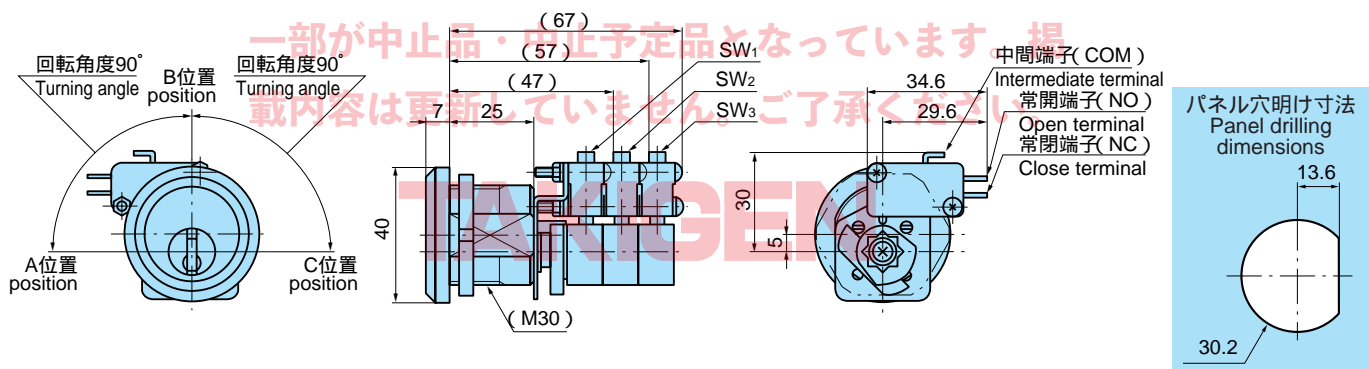 一部が中止品・中止予定品となっています。掲
載内容は更新していません。ご了承ください。
TAKIGEN
回転角度90°
Turning angle
B位置
position
回転角度90°
Turning angle
A位置
position
C位置
position
(67)
(57)
(47)
7
25
40
(M30)
SW1
SW2
SW3
中間端子(COM)
Intermediate terminal
34.6
常開端子(NO)
29.6
Open terminal
常閉端子(NC)
Close terminal
30
5
パネル穴明け寸法
Panel drilling
dimensions
13.6
30.2